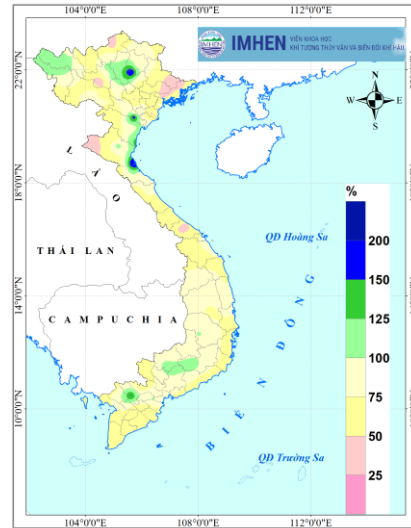 104°0'0"E 108°0'0"E 112°0'0"E
IMHEN VIỆN KHOA HỌC
KHÍ TƯỢNG THỦY VĂN VÀ BIẾN ĐỔI KHÍ HẬU
22°0'0"N
N
W E
S
LÀO
18°0'0"N
%
QĐ Hoàng Sa
200
THÁI LAN
150
14°0'0"N
125
CAMPUCHIA
100
BIỂN ĐÔNG
75
10°0'0"N
50
QĐ Trường Sa
25
104°0'0"E 108°0'0"E 112°0'0"E